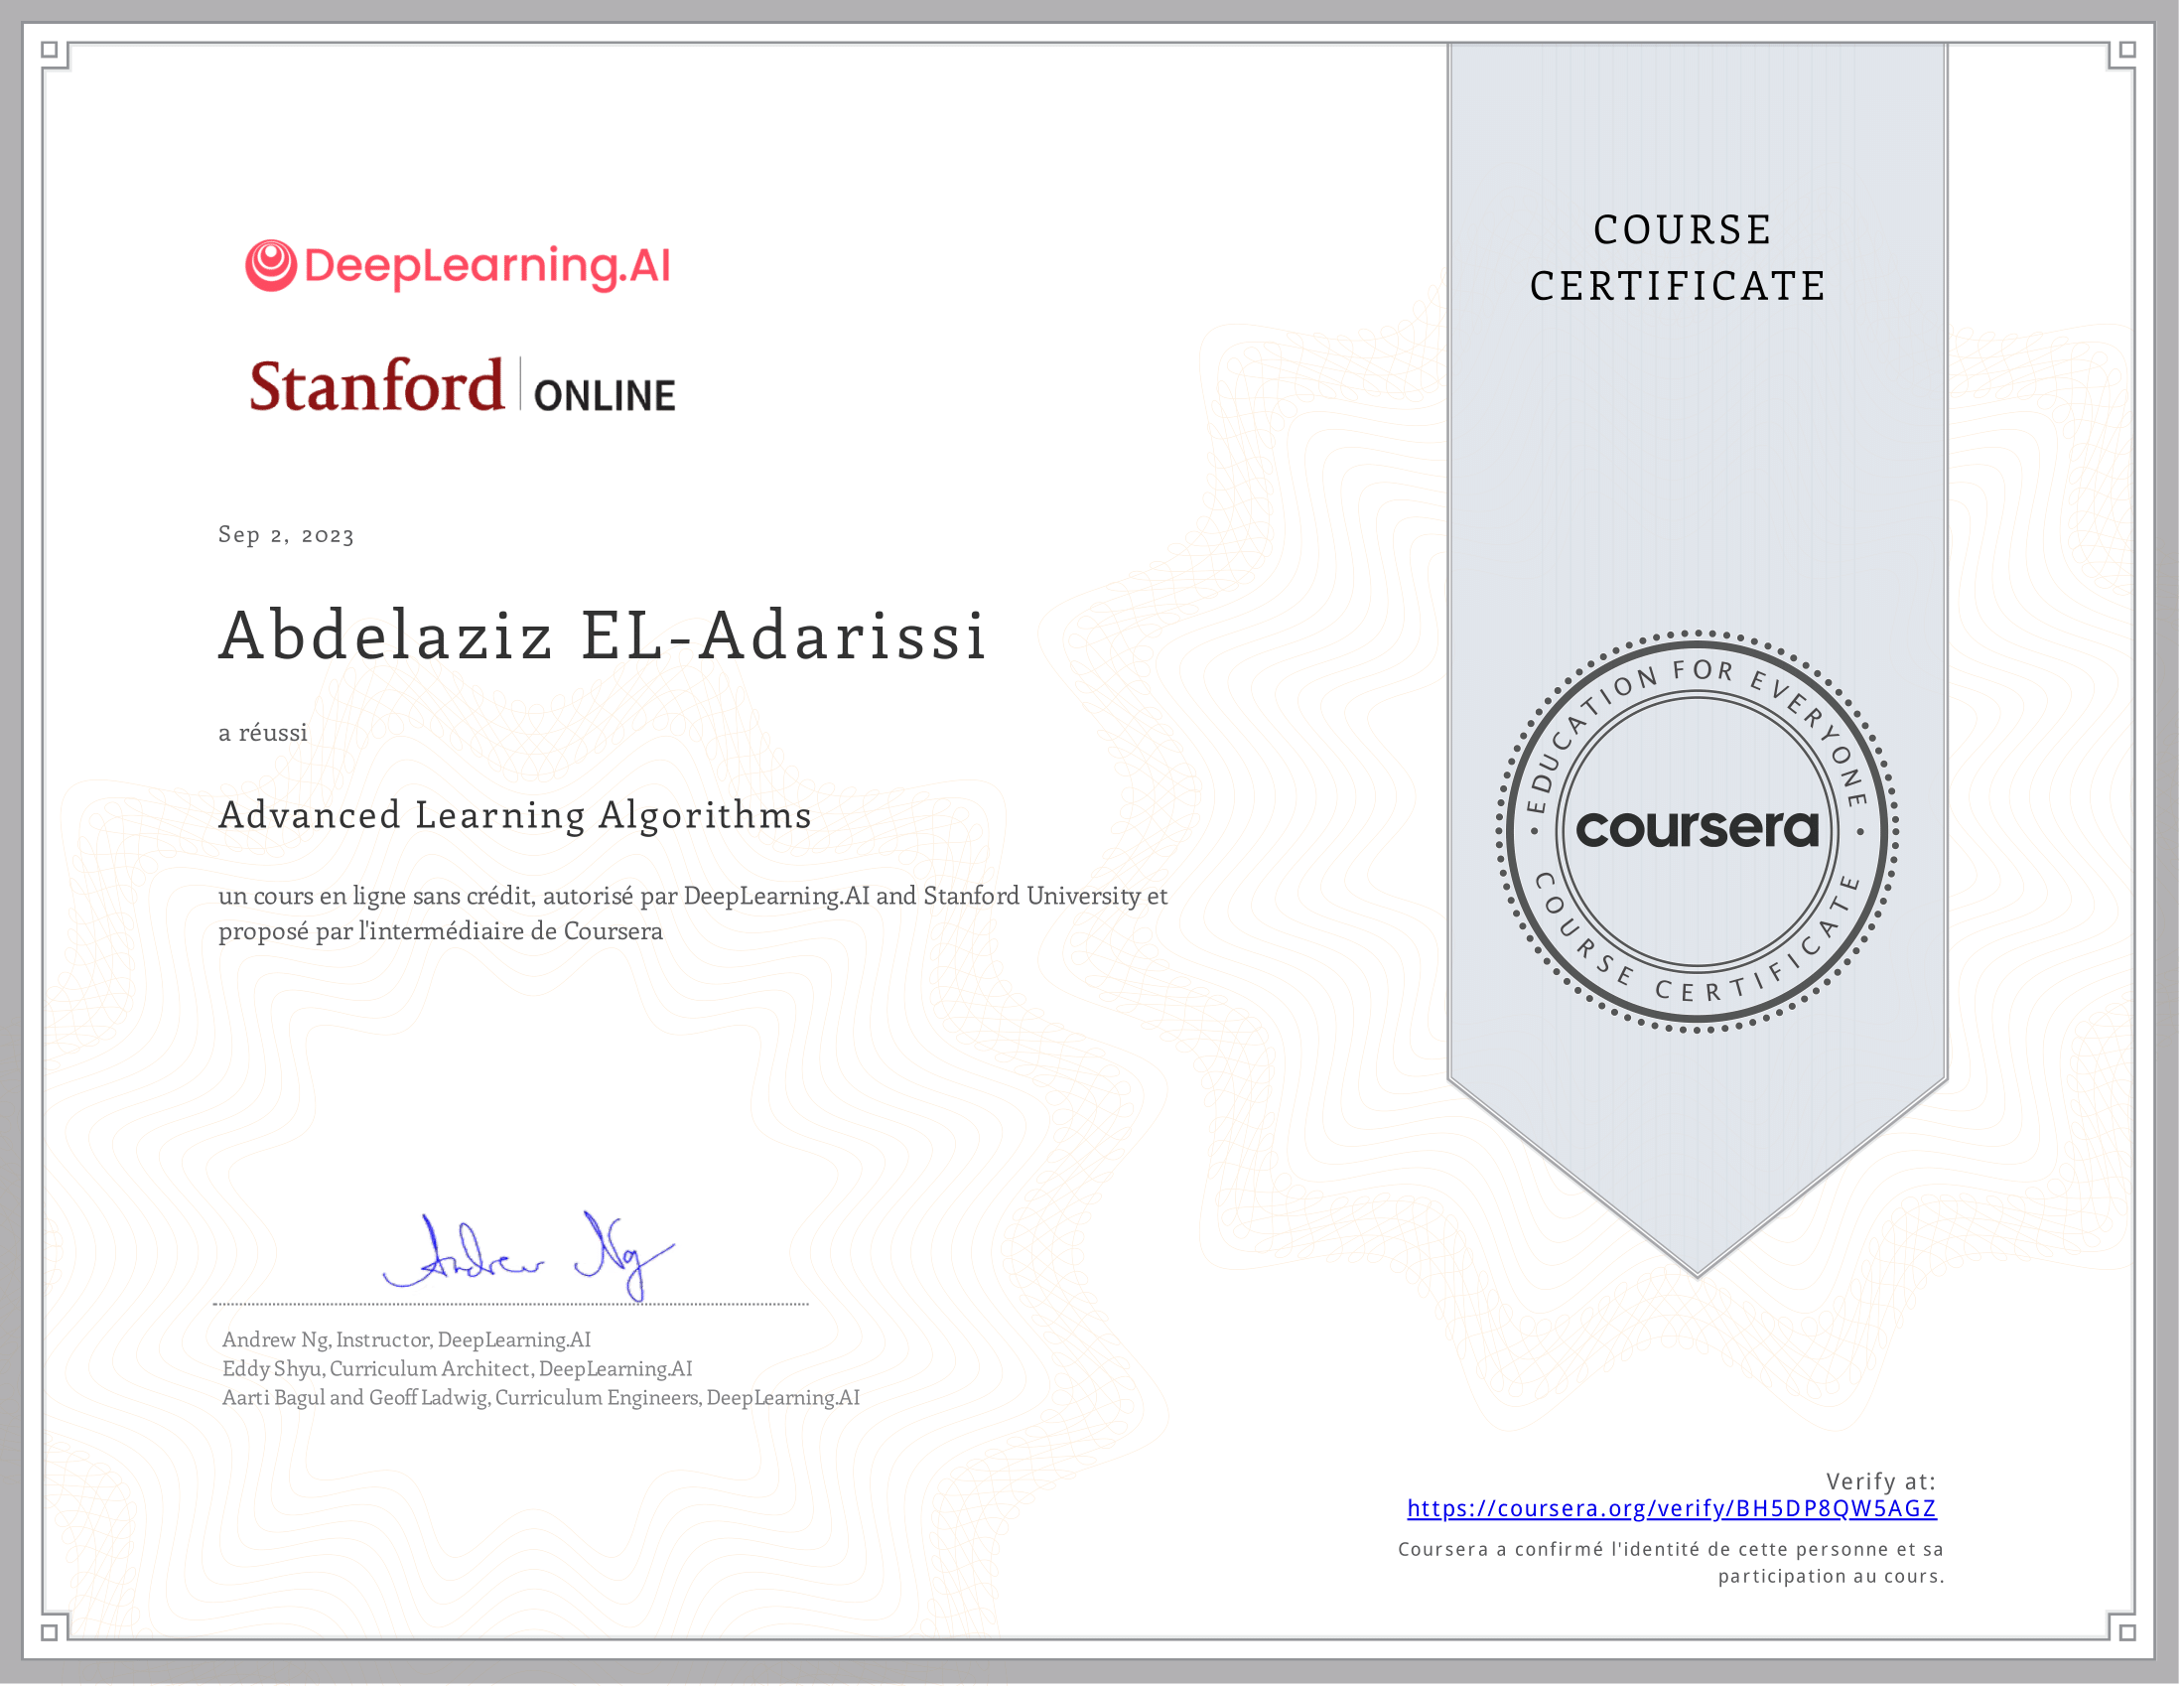 DeepLearning.AI
Stanford ONLINE
COURSE
CERTIFICATE
Sep 2, 2023
Abdelaziz EL-Adarissi
a réussi
Advanced Learning Algorithms
un cours en ligne sans crédit, autorisé par DeepLearning.AI and Stanford University et
proposé par l'intermédiaire de Coursera
EDUCATION FOR EVERYONE
coursera
COURSE CERTIFICATE
Andrew Ng
Andrew Ng, Instructor, DeepLearning.AI
Eddy Shyu, Curriculum Architect, DeepLearning.AI
Aarti Bagul and Geoff Ladwig, Curriculum Engineers, DeepLearning.AI
Verify at:
https://coursera.org/verify/BH5DP8QW5AGZ
Coursera a confirmé l'identité de cette personne et sa
participation au cours.